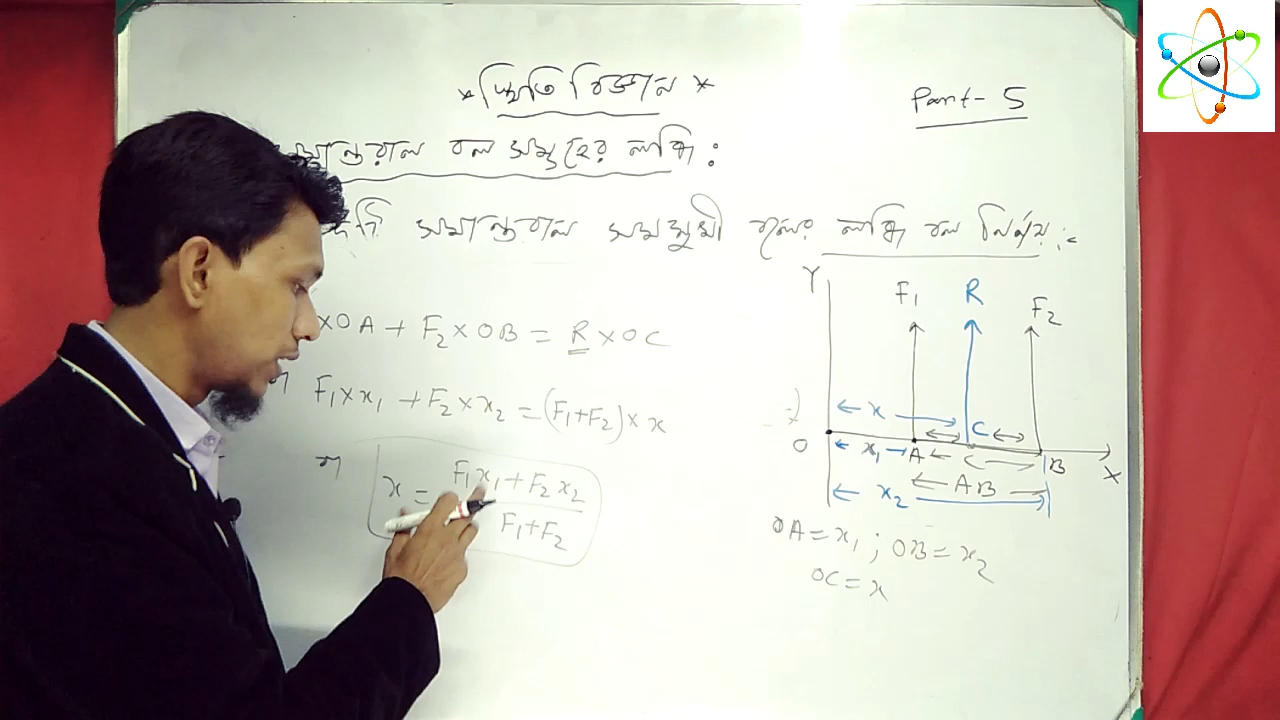 * স্থিতি বিজ্ঞান *
Part - 5
সমান্তরাল বল সমূহের লব্ধি :
সমান্তরাল সমমুখী বলের লব্ধি বল নির্ণয় :-
×OA + F₂×OB = R×OC
বা F₁×x₁ + F₂×x₂ = (F₁+F₂)×x
বা x = F₁x₁+F₂x₂ / F₁+F₂
Y
F₁ R F₂
x C
O x₁ A C B X
AB
x₂
OA = x₁ ; OB = x₂
OC = x